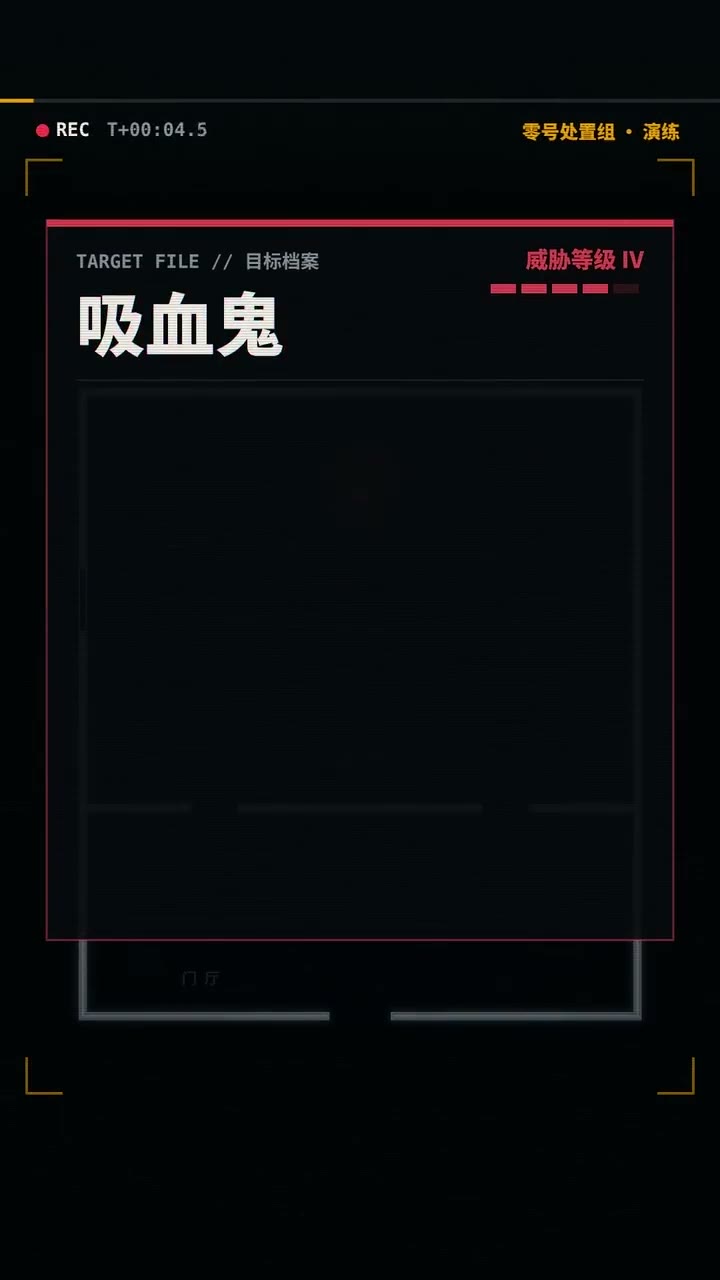 REC T+00:04.5
零号处置组 · 演练
TARGET FILE // 目标档案
威胁等级 IV
吸血鬼
门厅